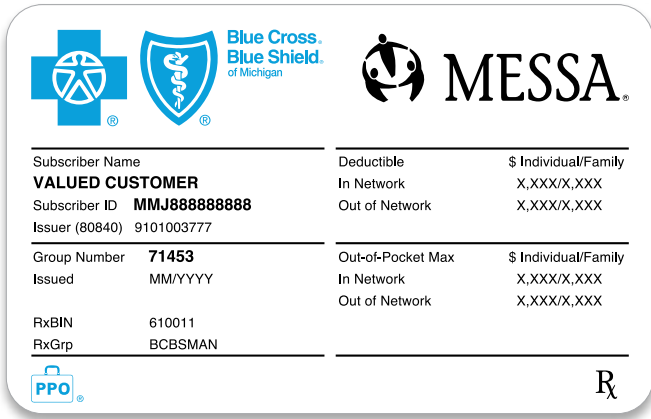 Blue Cross
Blue Shield®
of Michigan
® ®
MESSA®
Subscriber Name
VALUED CUSTOMER
Subscriber ID MMJ888888888
Issuer (80840) 9101003777
Group Number 71453
Issued MM/YYYY
RxBIN 610011
RxGrp BCBSMAN
PPO®
Deductible $ Individual/Family
In Network X,XXX/X,XXX
Out of Network X,XXX/X,XXX
Out-of-Pocket Max $ Individual/Family
In Network X,XXX/X,XXX
Out of Network X,XXX/X,XXX
Rx